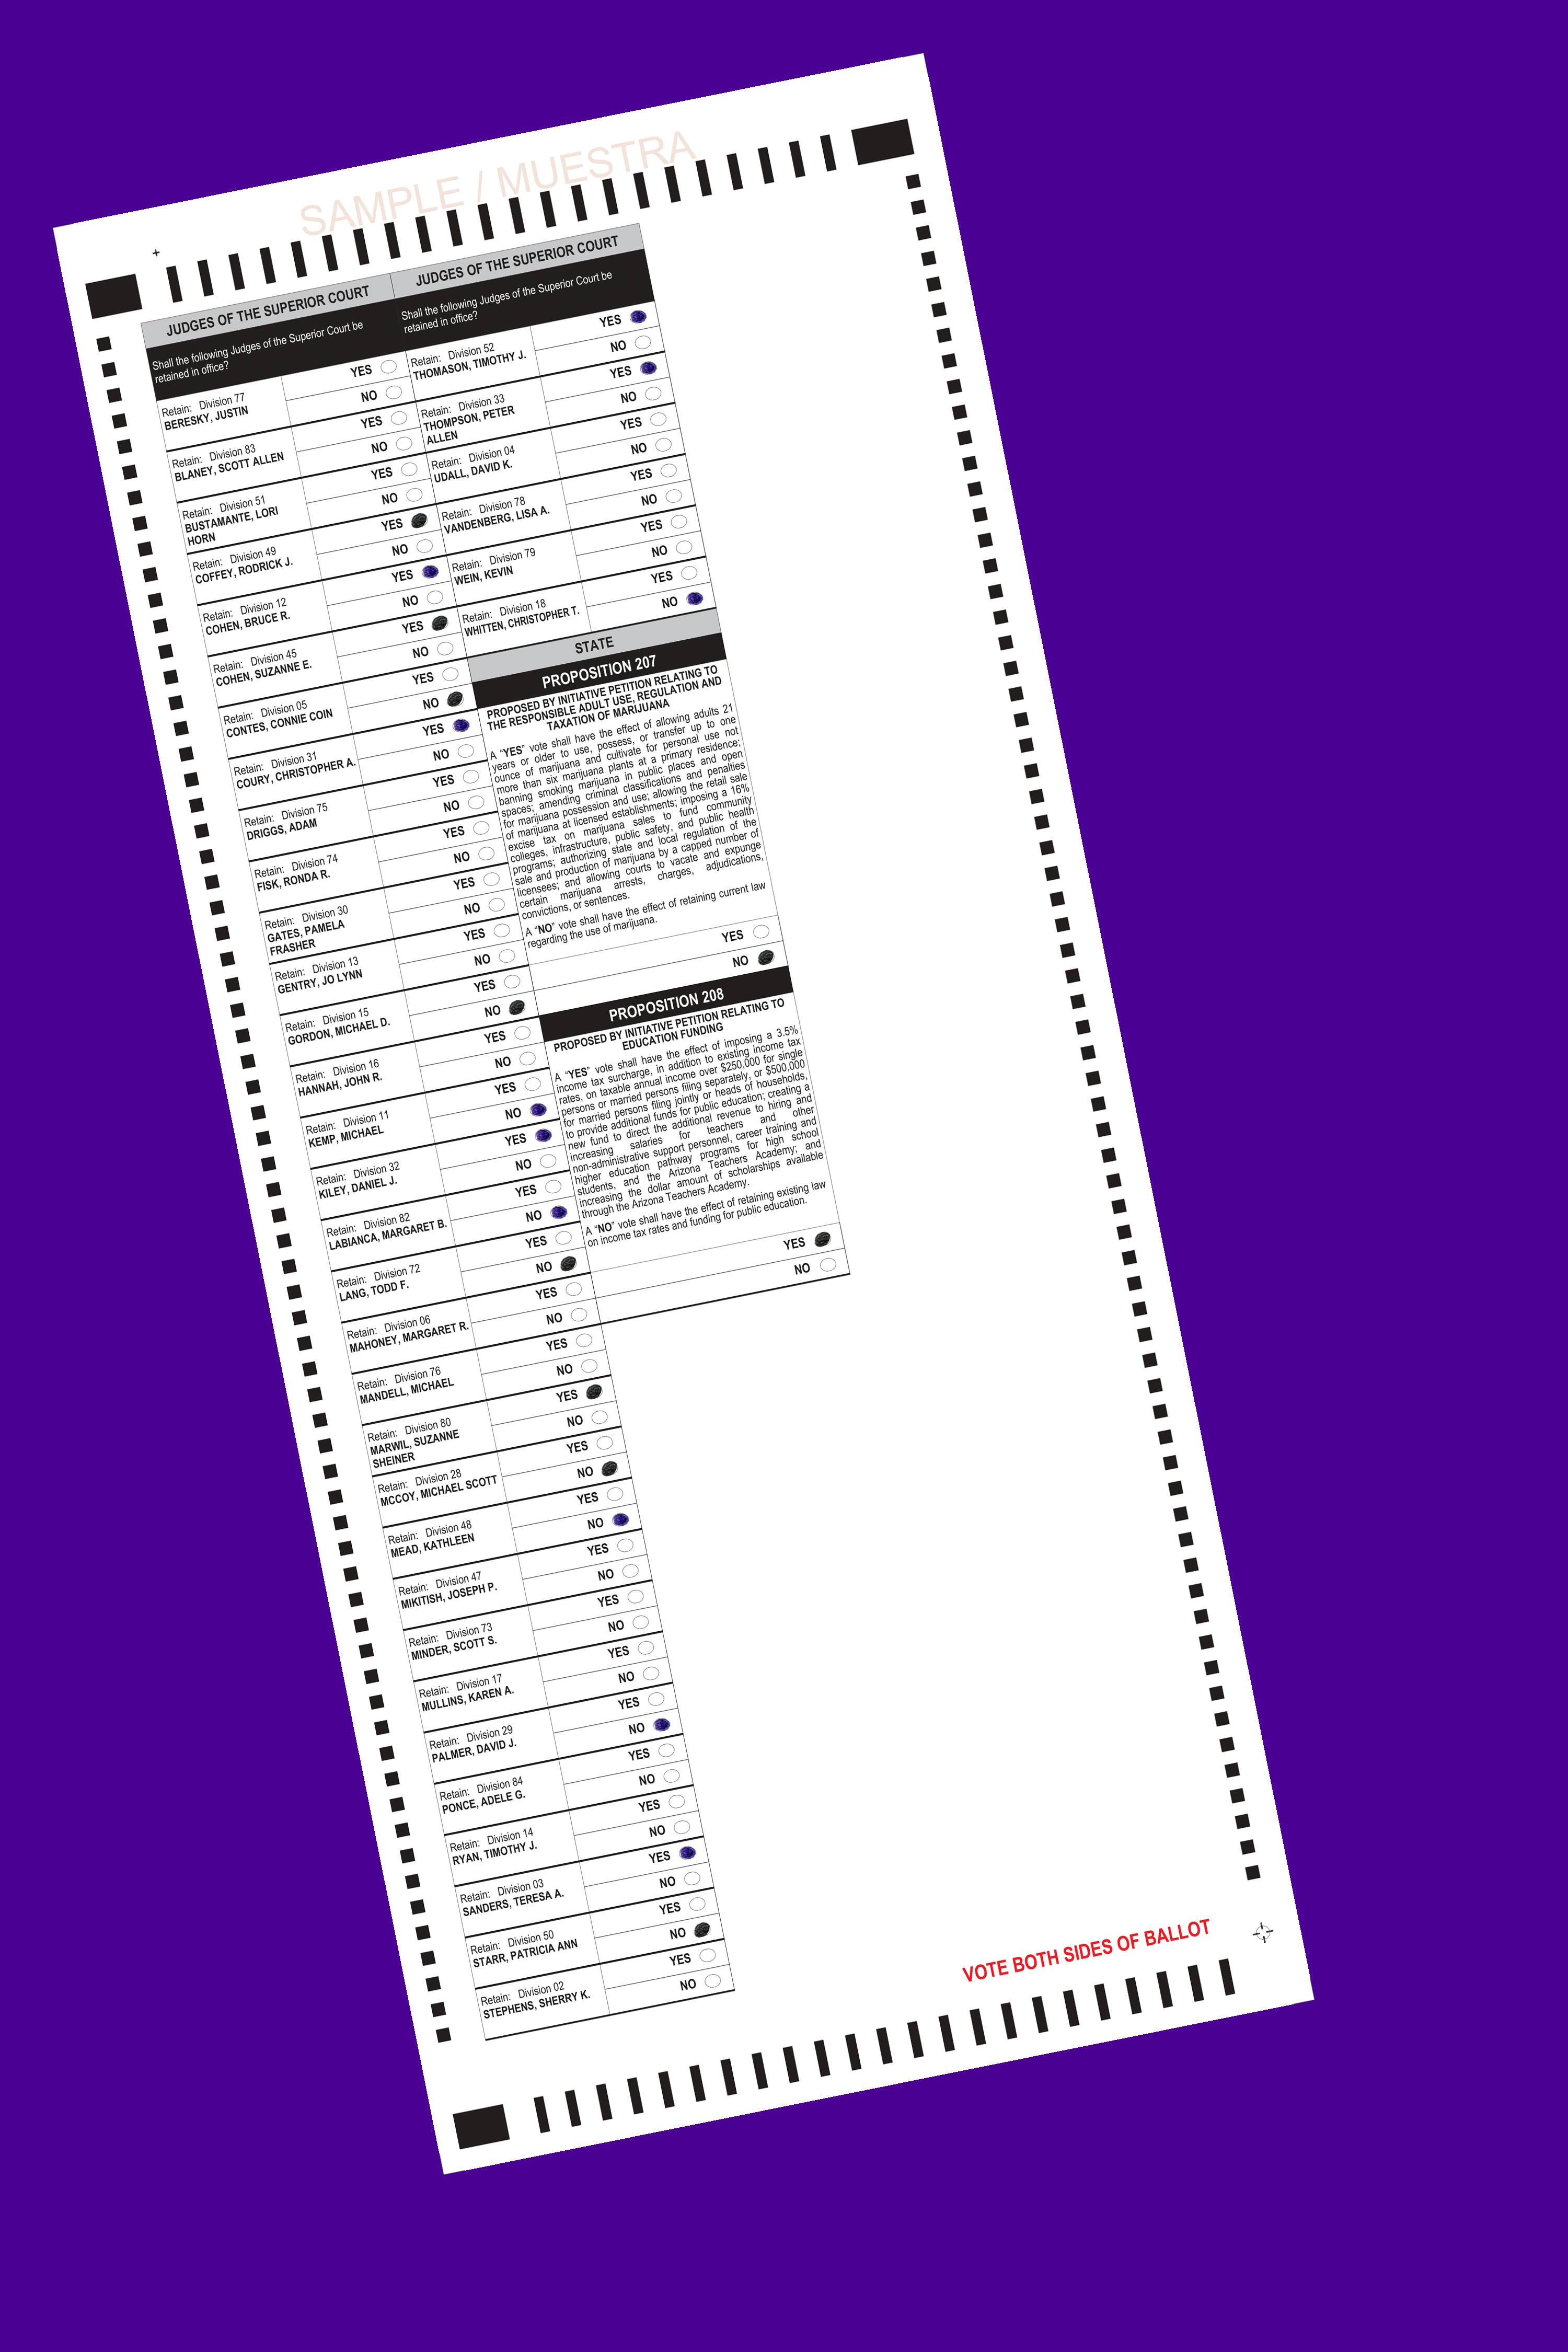 SAMPLE / MUESTRA
JUDGES OF THE SUPERIOR COURT
Shall the following Judges of the Superior Court be
retained in office?
Retain: Division 77
BERESKY, JUSTIN
YES
NO
Retain: Division 83
BLANEY, SCOTT ALLEN
YES
NO
Retain: Division 51
BUSTAMANTE, LORI
HORN
YES
NO
Retain: Division 49
COFFEY, RODRICK J.
YES
NO
Retain: Division 12
COHEN, BRUCE R.
YES
NO
Retain: Division 45
COHEN, SUZANNE E.
YES
NO
Retain: Division 05
CONTES, CONNIE COIN
YES
NO
Retain: Division 31
COURY, CHRISTOPHER A.
YES
NO
Retain: Division 75
DRIGGS, ADAM
YES
NO
Retain: Division 74
FISK, RONDA R.
YES
NO
Retain: Division 30
GATES, PAMELA
FRASHER
YES
NO
Retain: Division 13
GENTRY, JO LYNN
YES
NO
Retain: Division 15
GORDON, MICHAEL D.
YES
NO
Retain: Division 16
HANNAH, JOHN R.
YES
NO
Retain: Division 11
KEMP, MICHAEL
YES
NO
Retain: Division 32
KILEY, DANIEL J.
YES
NO
Retain: Division 82
LABIANCA, MARGARET B.
YES
NO
Retain: Division 72
LANG, TODD F.
YES
NO
Retain: Division 06
MAHONEY, MARGARET R.
YES
NO
Retain: Division 76
MANDELL, MICHAEL
YES
NO
Retain: Division 80
MARWIL, SUZANNE
SHEINER
YES
NO
Retain: Division 28
MCCOY, MICHAEL SCOTT
YES
NO
Retain: Division 48
MEAD, KATHLEEN
YES
NO
Retain: Division 47
MIKITISH, JOSEPH P.
YES
NO
Retain: Division 73
MINDER, SCOTT S.
YES
NO
Retain: Division 17
MULLINS, KAREN A.
YES
NO
Retain: Division 29
PALMER, DAVID J.
YES
NO
Retain: Division 84
PONCE, ADELE G.
YES
NO
Retain: Division 14
RYAN, TIMOTHY J.
YES
NO
Retain: Division 03
SANDERS, TERESA A.
YES
NO
Retain: Division 50
STARR, PATRICIA ANN
YES
NO
Retain: Division 02
STEPHENS, SHERRY K.
YES
NO
JUDGES OF THE SUPERIOR COURT
Shall the following Judges of the Superior Court be
retained in office?
Retain: Division 52
THOMASON, TIMOTHY J.
YES
NO
Retain: Division 33
THOMPSON, PETER
ALLEN
YES
NO
Retain: Division 04
UDALL, DAVID K.
YES
NO
Retain: Division 78
VANDENBERG, LISA A.
YES
NO
Retain: Division 79
WEIN, KEVIN
YES
NO
Retain: Division 18
WHITTEN, CHRISTOPHER T.
YES
NO
STATE
PROPOSITION 207
PROPOSED BY INITIATIVE PETITION RELATING TO
THE RESPONSIBLE ADULT USE, REGULATION AND
TAXATION OF MARIJUANA
A “YES” vote shall have the effect of allowing adults 21
years or older to use, possess, or transfer up to one
ounce of marijuana and cultivate for personal use not
more than six marijuana plants at a primary residence;
banning smoking marijuana in public places and open
spaces; amending criminal classifications and penalties
for marijuana possession and use; allowing the retail sale
of marijuana at licensed establishments; imposing a 16%
excise tax on marijuana sales to fund community
colleges, infrastructure, public safety, and public health
programs; authorizing state and local regulation of the
sale and production of marijuana by a capped number of
licensees; and allowing courts to vacate and expunge
certain marijuana arrests, charges, adjudications,
convictions, or sentences.
A “NO” vote shall have the effect of retaining current law
regarding the use of marijuana.
YES
NO
PROPOSITION 208
PROPOSED BY INITIATIVE PETITION RELATING TO
EDUCATION FUNDING
A “YES” vote shall have the effect of imposing a 3.5%
income tax surcharge, in addition to existing income tax
rates, on taxable annual income over $250,000 for single
persons or married persons filing separately, or $500,000
for married persons filing jointly or heads of households,
to provide additional funds for public education; creating a
new fund to direct the additional revenue to hiring and
increasing salaries for teachers and other
non-administrative support personnel, career training and
higher education pathway programs for high school
students, and the Arizona Teachers Academy; and
increasing the dollar amount of scholarships available
through the Arizona Teachers Academy.
A “NO” vote shall have the effect of retaining existing law
on income tax rates and funding for public education.
YES
NO
VOTE BOTH SIDES OF BALLOT